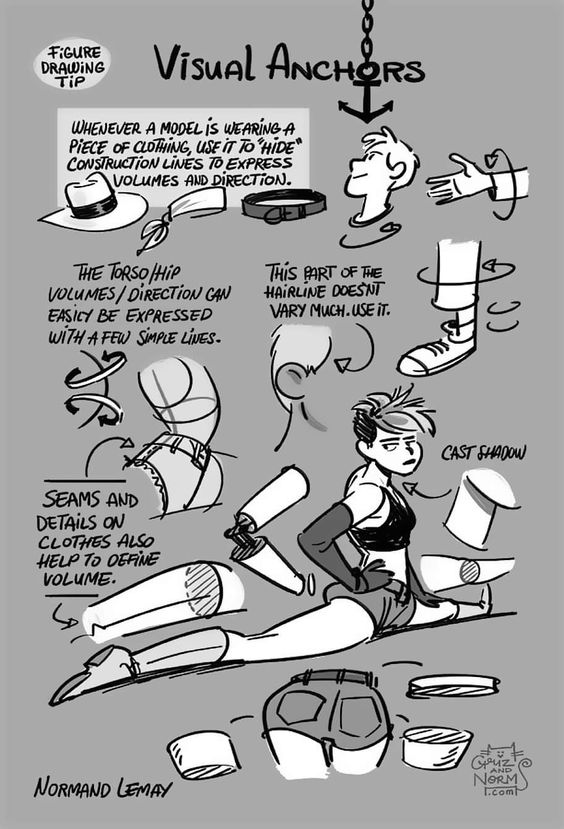 FIGURE
DRAWING
TIP
VISUAL ANCHORS
WHENEVER A MODEL IS WEARING A
PIECE OF CLOTHING, USE IT TO "HIDE"
CONSTRUCTION LINES TO EXPRESS
VOLUMES AND DIRECTION.
THE TORSO/HIP
VOLUMES/DIRECTION CAN
EASILY BE EXPRESSED
WITH A FEW SIMPLE LINES.
THIS PART OF THE
HAIRLINE DOESN'T
VARY MUCH. USE IT.
CAST SHADOW
SEAMS AND
DETAILS ON
CLOTHES ALSO
HELP TO DEFINE
VOLUME.
NORMAND LEMAY
GRIZ
AND
NORM
.com